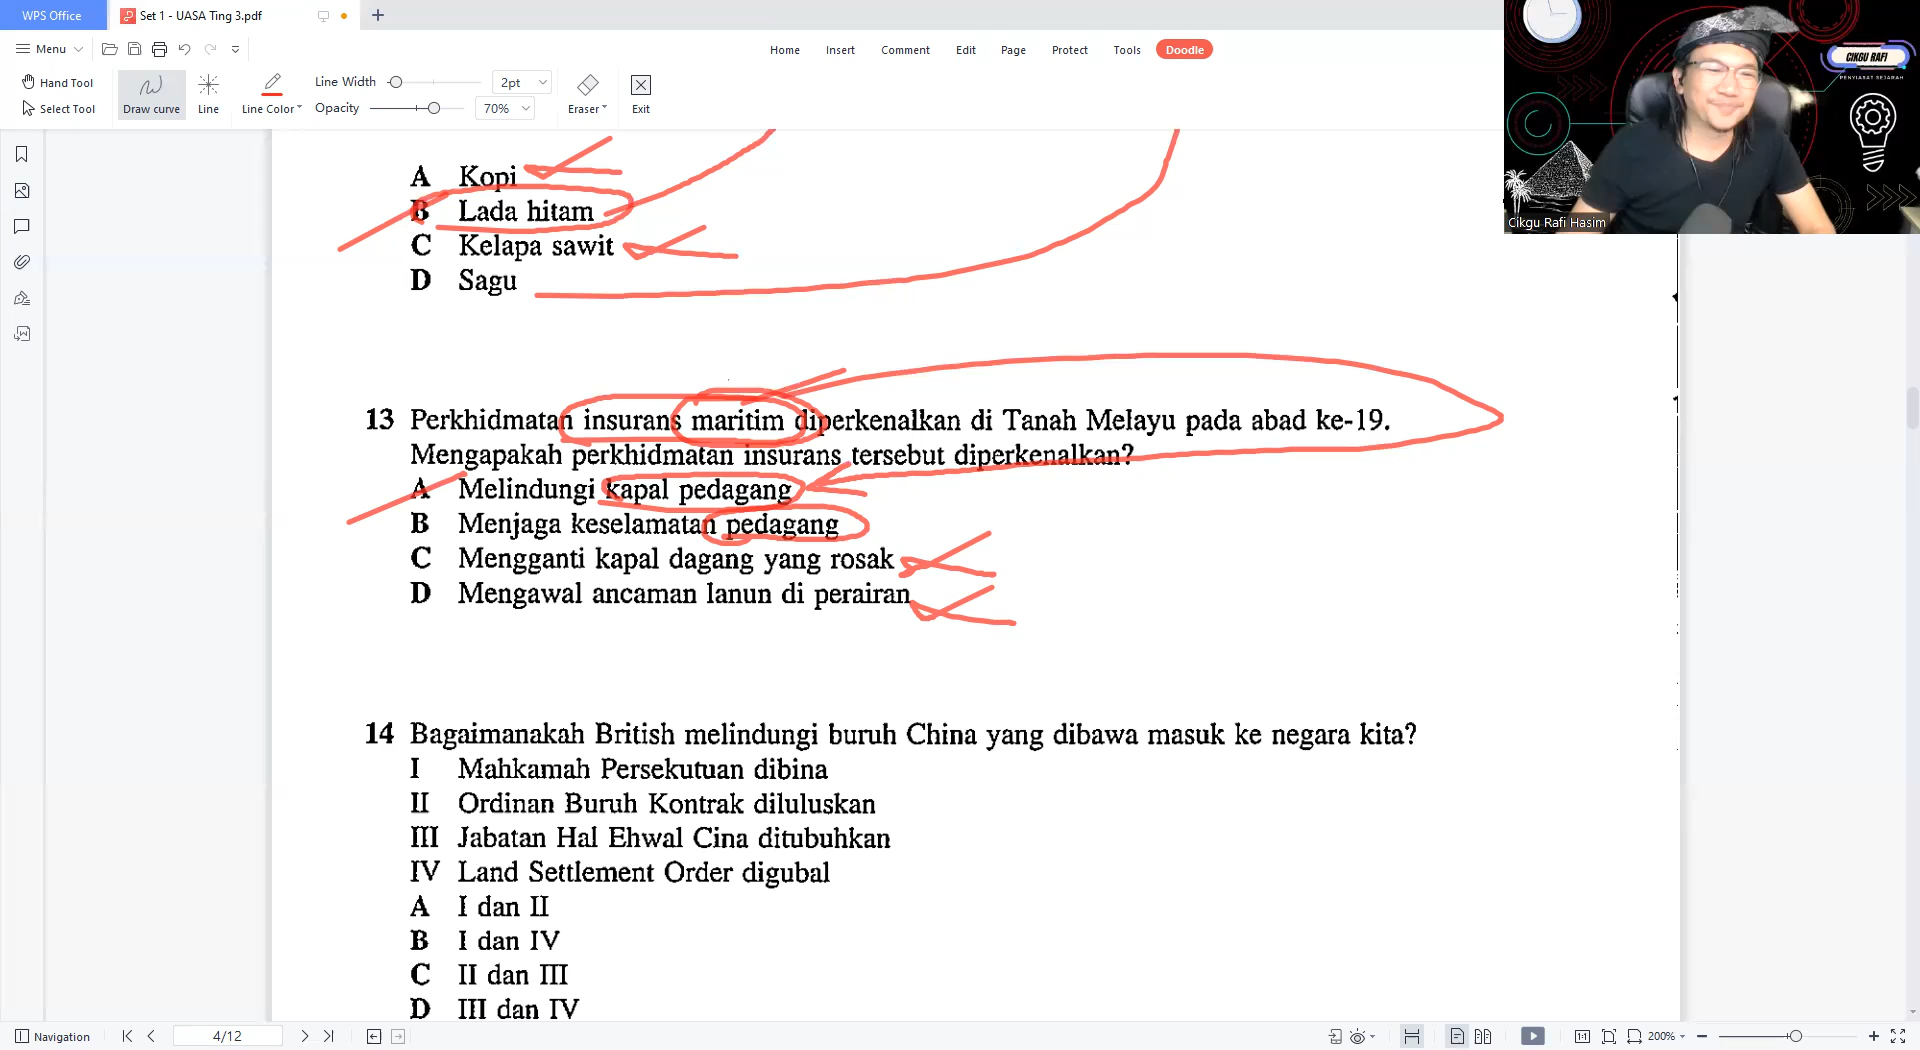 WPS Office
Set 1 - UASA Ting 3.pdf
Menu
Home Insert Comment Edit Page Protect Tools Doodle
Hand Tool
Select Tool
Draw curve
Line
Line Color
Line Width 2pt
Opacity 70%
Eraser
Exit
CIKGU RAFI
PENYIASAT SEJARAH
Cikgu Rafi Hasim
A Kopi
B Lada hitam
C Kelapa sawit
D Sagu
13 Perkhidmatan insurans maritim diperkenalkan di Tanah Melayu pada abad ke-19.
Mengapakah perkhidmatan insurans tersebut diperkenalkan?
A Melindungi kapal pedagang
B Menjaga keselamatan pedagang
C Mengganti kapal dagang yang rosak
D Mengawal ancaman lanun di perairan
14 Bagaimanakah British melindungi buruh China yang dibawa masuk ke negara kita?
I Mahkamah Persekutuan dibina
II Ordinan Buruh Kontrak diluluskan
III Jabatan Hal Ehwal Cina ditubuhkan
IV Land Settlement Order digubal
A I dan II
B I dan IV
C II dan III
D III dan IV
Navigation
4/12
1:1
200%